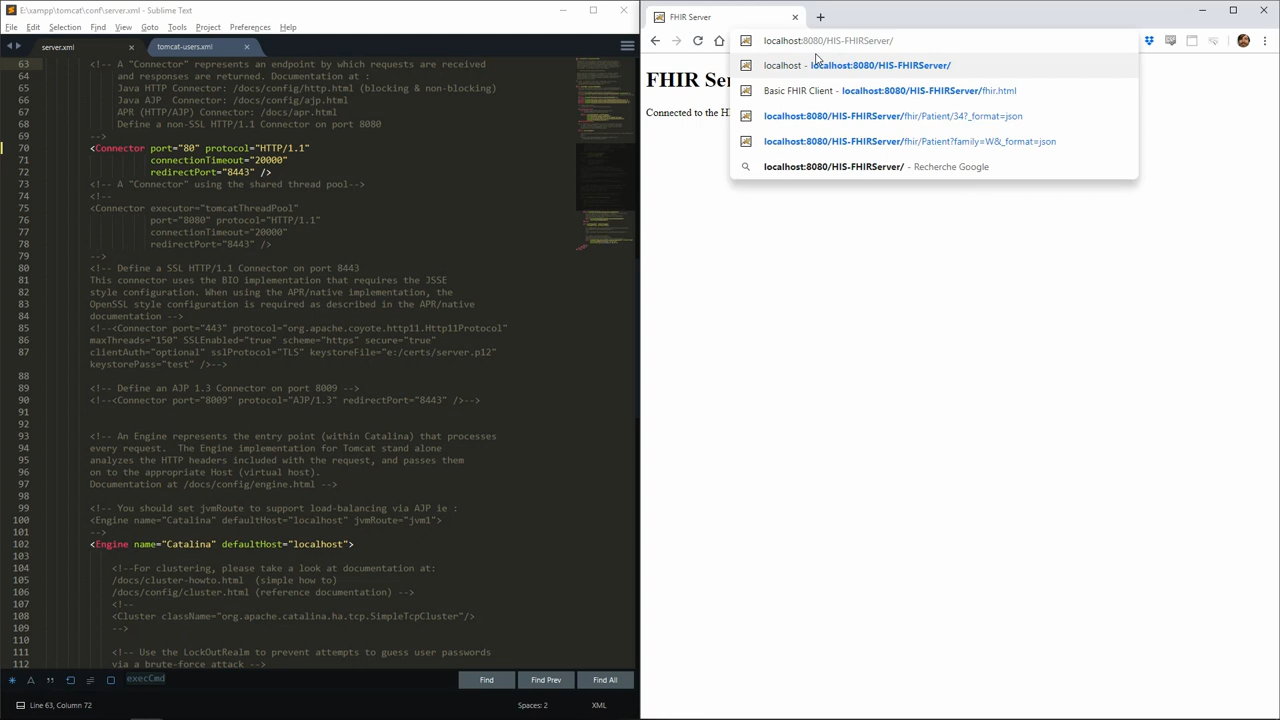 E:\xampp\tomcat\conf\server.xml - Sublime Text
File Edit Selection Find View Goto Tools Project Preferences Help
server.xml
tomcat-users.xml
63 <!-- A "Connector" represents an endpoint by which requests are received
64 and responses are returned. Documentation at :
65 Java HTTP Connector: /docs/config/http.html (blocking & non-blocking)
66 Java AJP  Connector: /docs/config/ajp.html
67 APR (HTTP/AJP) Connector: /docs/apr.html
68 Define a non-SSL HTTP/1.1 Connector on port 8080
69 -->
70 <Connector port="80" protocol="HTTP/1.1"
71 connectionTimeout="20000"
72 redirectPort="8443" />
73 <!-- A "Connector" using the shared thread pool-->
74 <!--
75 <Connector executor="tomcatThreadPool"
76 port="8080" protocol="HTTP/1.1"
77 connectionTimeout="20000"
78 redirectPort="8443" />
79 -->
80 <!-- Define a SSL HTTP/1.1 Connector on port 8443
81 This connector uses the BIO implementation that requires the JSSE
82 style configuration. When using the APR/native implementation, the
83 OpenSSL style configuration is required as described in the APR/native
84 documentation -->
85 <!--<Connector port="443" protocol="org.apache.coyote.http11.Http11Protocol"
86 maxThreads="150" SSLEnabled="true" scheme="https" secure="true"
87 clientAuth="optional" sslProtocol="TLS" keystoreFile="e:/certs/server.p12"
keystorePass="test" />-->
88
89 <!-- Define an AJP 1.3 Connector on port 8009 -->
90 <!--<Connector port="8009" protocol="AJP/1.3" redirectPort="8443" />-->
91
92
93 <!-- An Engine represents the entry point (within Catalina) that processes
94 every request.  The Engine implementation for Tomcat stand alone
95 analyzes the HTTP headers included with the request, and passes them
96 on to the appropriate Host (virtual host).
97 Documentation at /docs/config/engine.html -->
98
99 <!-- You should set jvmRoute to support load-balancing via AJP ie :
100 <Engine name="Catalina" defaultHost="localhost" jvmRoute="jvm1">
101 -->
102 <Engine name="Catalina" defaultHost="localhost">
103
104 <!--For clustering, please take a look at documentation at:
105 /docs/cluster-howto.html  (simple how to)
106 /docs/config/cluster.html (reference documentation) -->
107 <!--
108 <Cluster className="org.apache.catalina.ha.tcp.SimpleTcpCluster"/>
109 -->
110
111 <!-- Use the LockOutRealm to prevent attempts to guess user passwords
112 via a brute-force attack -->
execCmd
Find
Find Prev
Find All
Line 63, Column 72
Spaces: 2
XML
FHIR Server
localhost:8080/HIS-FHIRServer/
localhost - localhost:8080/HIS-FHIRServer/
Basic FHIR Client - localhost:8080/HIS-FHIRServer/fhir.html
localhost:8080/HIS-FHIRServer/fhir/Patient/34?_format=json
localhost:8080/HIS-FHIRServer/fhir/Patient?family=W&_format=json
localhost:8080/HIS-FHIRServer/ - Recherche Google
FHIR Se
Connected to the H